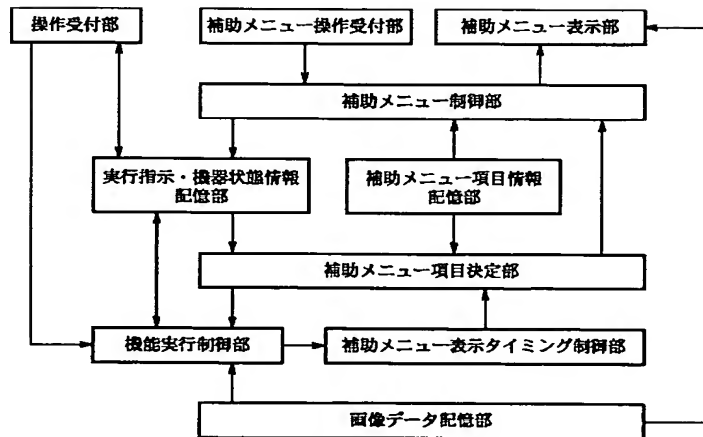 操作受付部
補助メニュー操作受付部
補助メニュー表示部
補助メニュー制御部
実行指示・機器状態情報
記憶部
補助メニュー項目情報
記憶部
補助メニュー項目決定部
機能実行制御部
補助メニュー表示タイミング制御部
画像データ記憶部